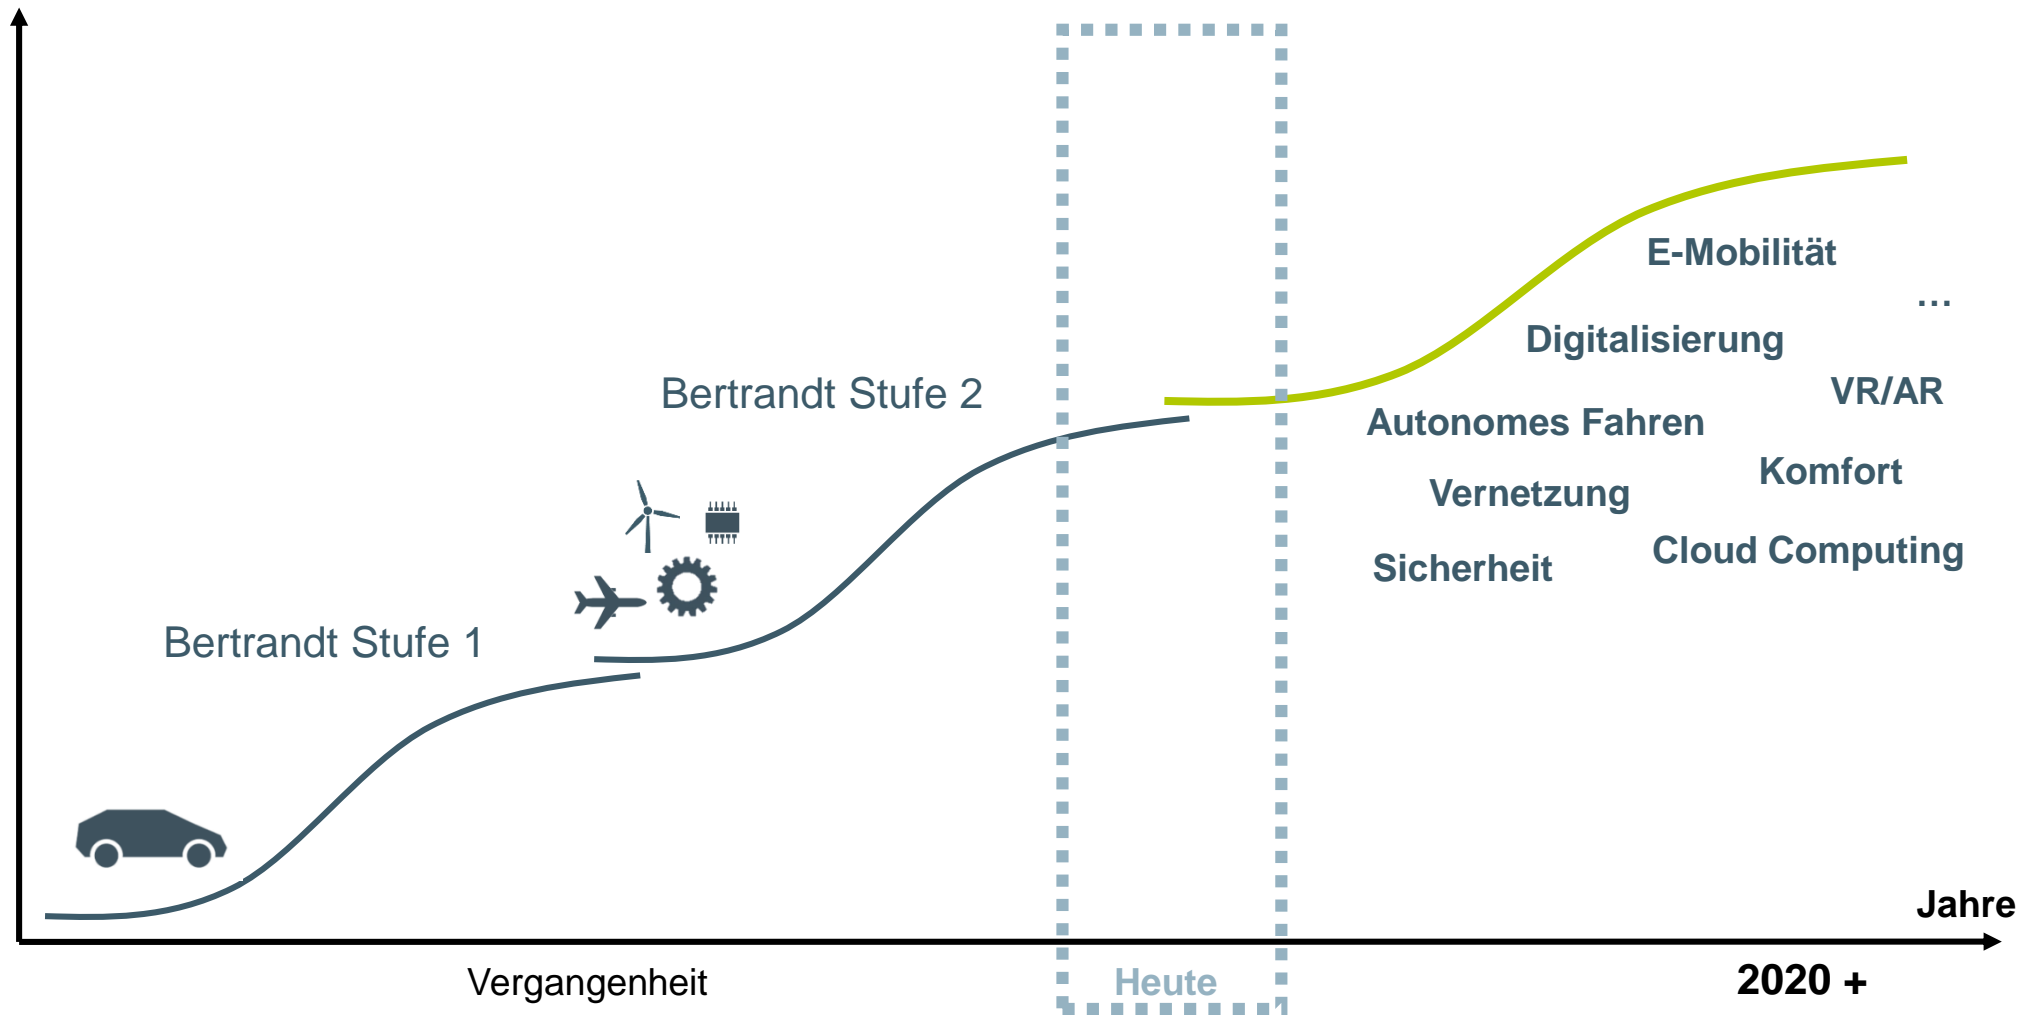 E-Mobilität
…
Digitalisierung
Bertrandt Stufe 2
VR/AR
Autonomes Fahren
Komfort
Vernetzung
Cloud Computing
Sicherheit
Bertrandt Stufe 1
Jahre
Vergangenheit
Heute
2020 +